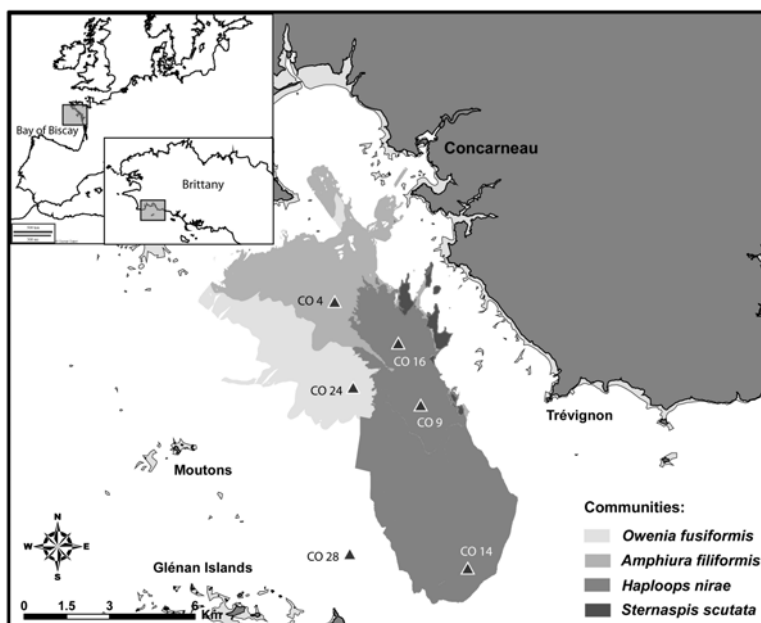 Bay of Biscay
Brittany
Concarneau
CO 4
CO 16
CO 24
CO 9
Trévignon
Moutons
Communities:
Owenia fusiformis
Amphiura filiformis
Haploops nirae
Sternaspis scutata
N
W E
S
CO 28
CO 14
Glénan Islands
0 1.5 3 6
Km